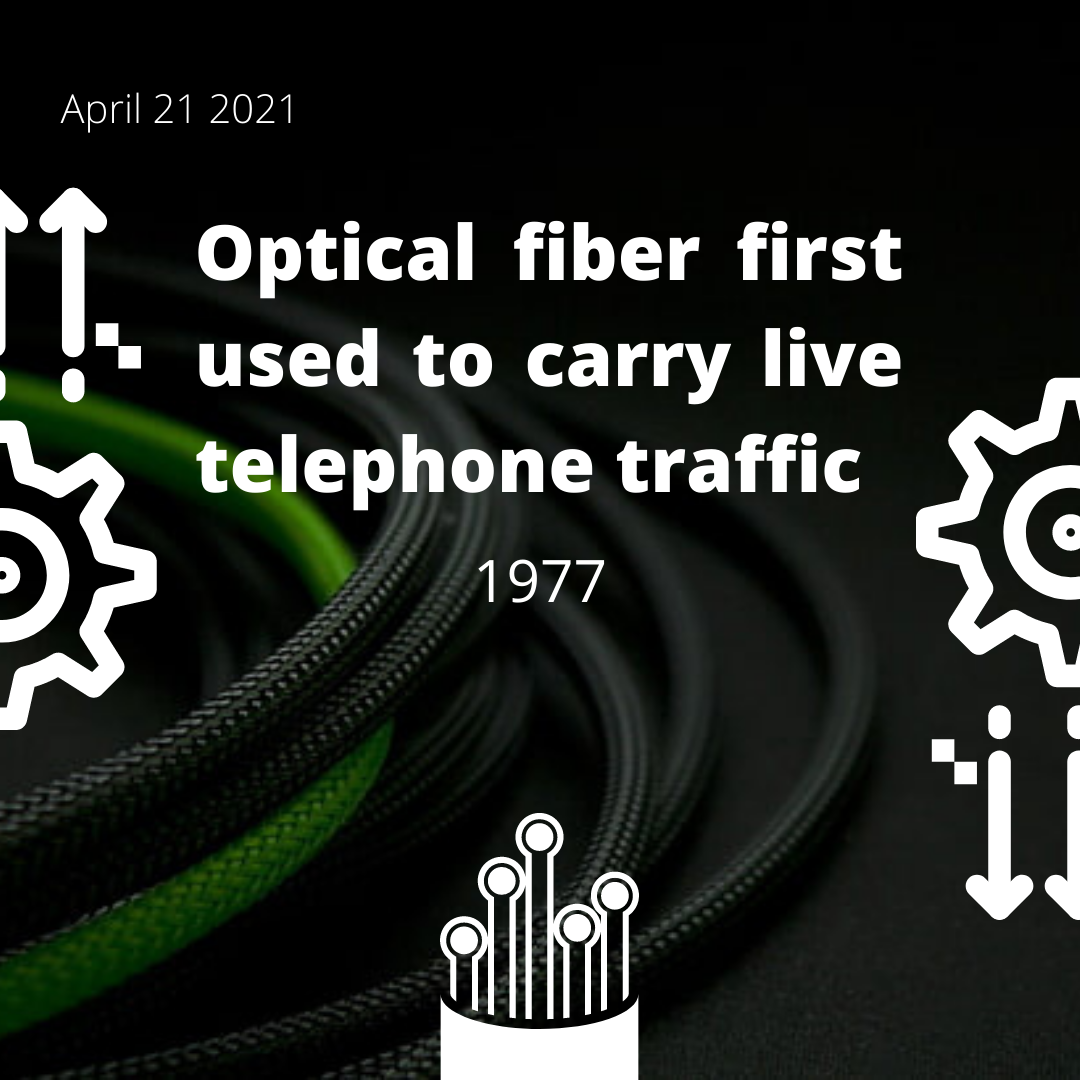 April 21 2021
Optical fiber first
used to carry live
telephone traffic
1977